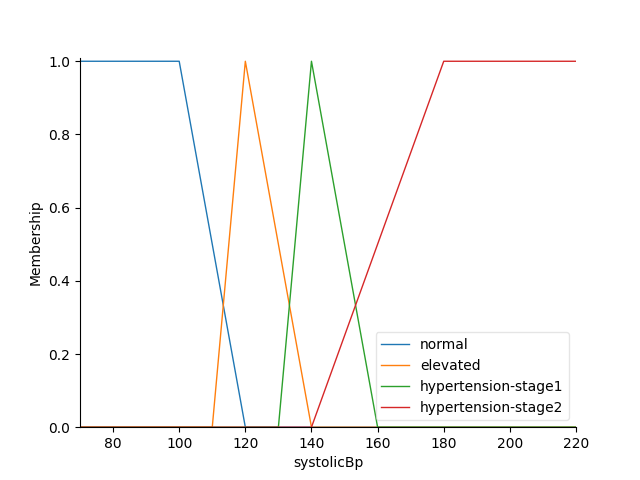 1.0
0.8
0.6
0.4
0.2
0.0
Membership
80 100 120 140 160 180 200 220
systolicBp
normal
elevated
hypertension-stage1
hypertension-stage2